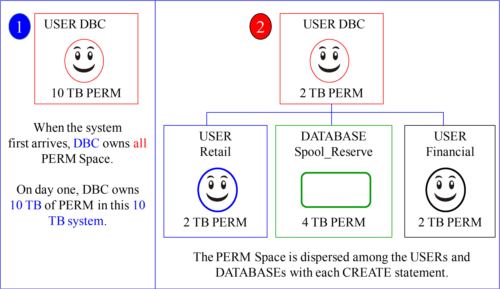 1
USER DBC
10 TB PERM
When the system
first arrives, DBC owns all
PERM Space.
On day one, DBC owns
10 TB of PERM in this 10
TB system.
2
USER DBC
2 TB PERM
USER
Retail
2 TB PERM
DATABASE
Spool_Reserve
4 TB PERM
USER
Financial
2 TB PERM
The PERM Space is dispersed among the USERs and
DATABASEs with each CREATE statement.